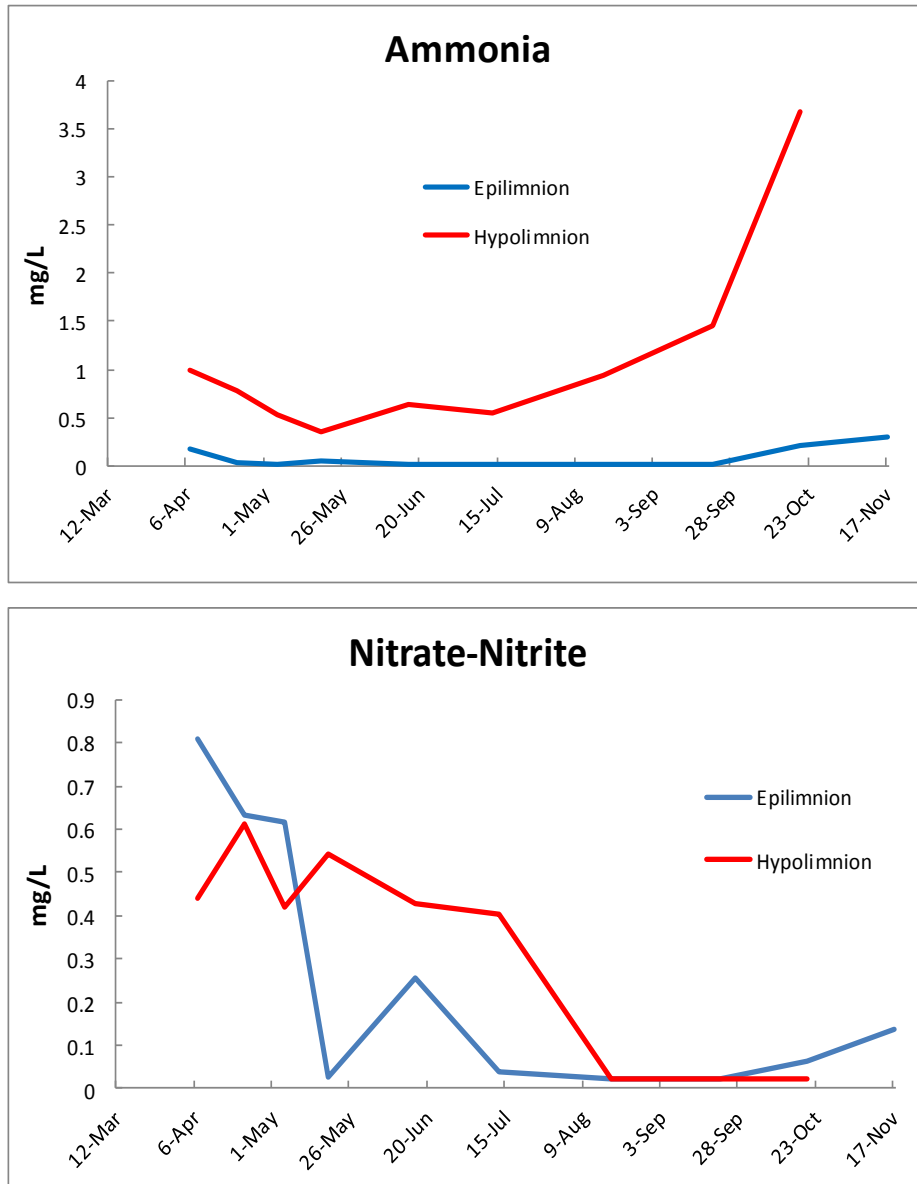 Ammonia
4
3.5
3
2.5
2
1.5
1
0.5
0
mg/L
Epilimnion
Hypolimnion
12-Mar
6-Apr
1-May
26-May
20-Jun
15-Jul
9-Aug
3-Sep
28-Sep
23-Oct
17-Nov
Nitrate-Nitrite
0.9
0.8
0.7
0.6
0.5
0.4
0.3
0.2
0.1
0
mg/L
Epilimnion
Hypolimnion
12-Mar
6-Apr
1-May
26-May
20-Jun
15-Jul
9-Aug
3-Sep
28-Sep
23-Oct
17-Nov